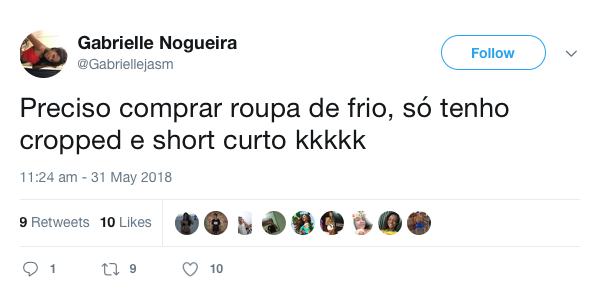 Gabrielle Nogueira
@Gabriellejasm
Follow
Preciso comprar roupa de frio, só tenho
cropped e short curto kkkkk
11:24 am - 31 May 2018
9 Retweets 10 Likes
1 9 10